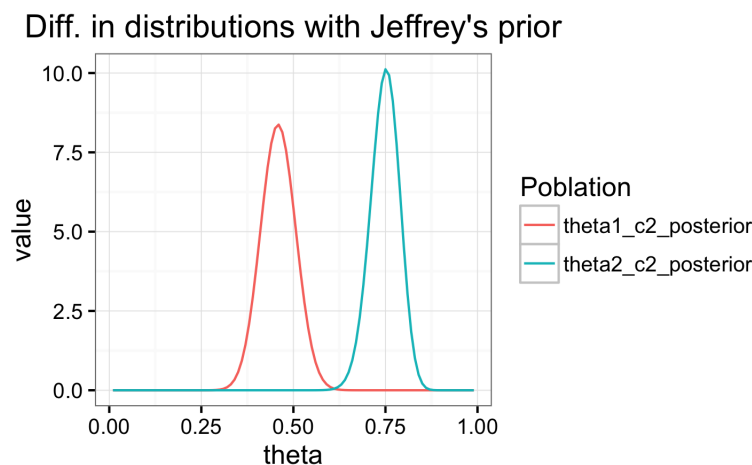 Diff. in distributions with Jeffrey's prior
10.0
7.5
5.0
2.5
0.0
value
0.00 0.25 0.50 0.75 1.00
theta
Poblation
theta1_c2_posterior
theta2_c2_posterior